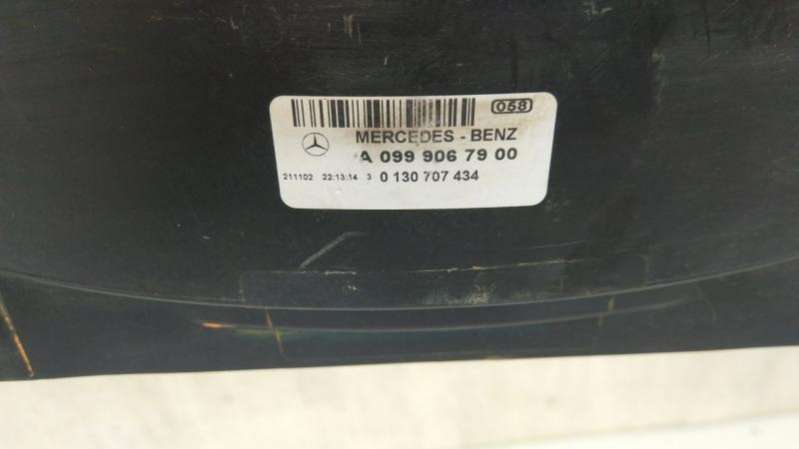 058
MERCEDES - BENZ
A 099 906 79 00
211102 22:13:14 3 0 130 707 434